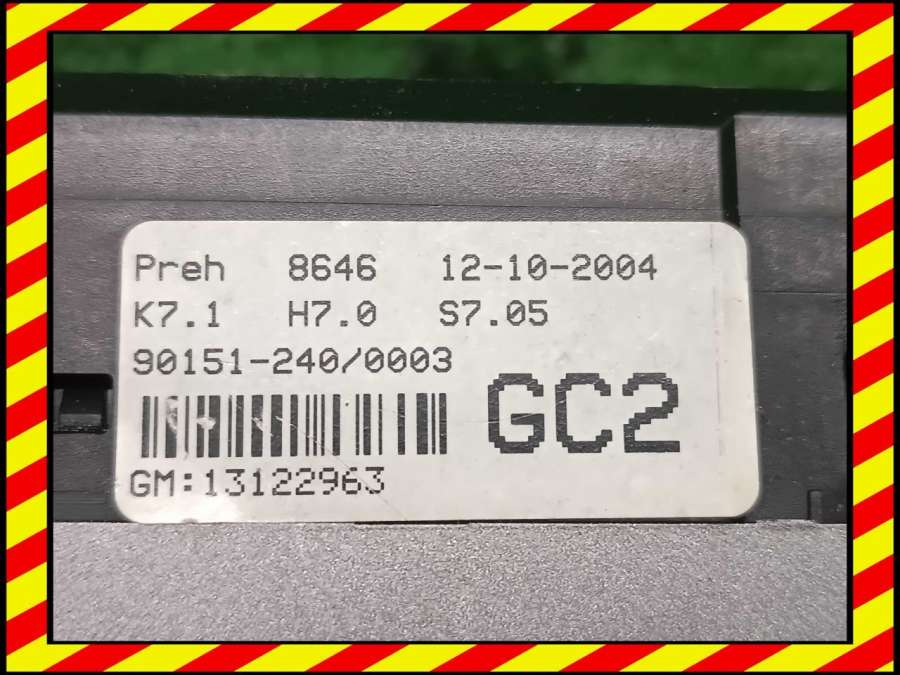 Preh 8646 12-10-2004
K7.1 H7.0 S7.05
90151-240/0003
GC2
GM:13122963